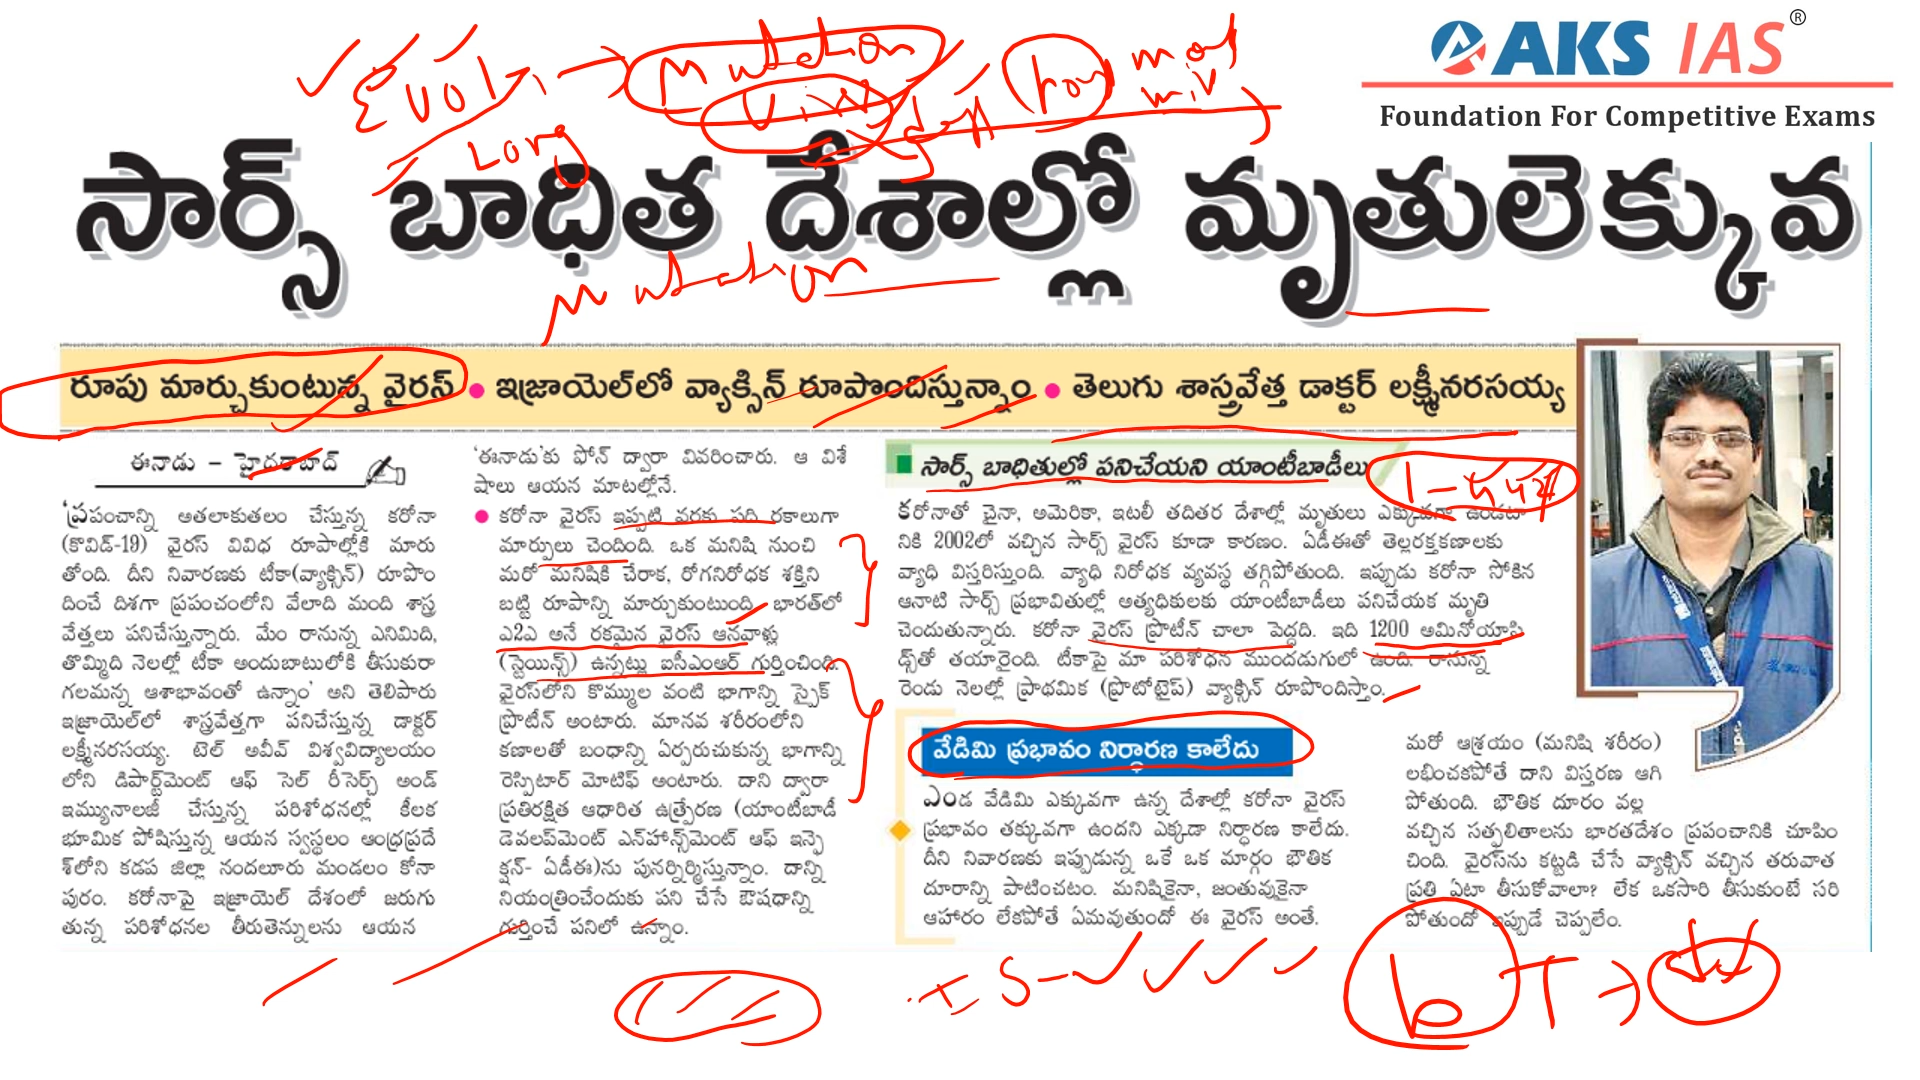 AKS IAS®
Foundation For Competitive Exams
Mutation
Long
సార్స్ బాధిత దేశాల్లో మృతులెక్కువ
Mutation
రూపు మార్చుకుంటున్న వైరస్ • ఇజ్రాయెల్‌లో వ్యాక్సిన్ రూపొందిస్తున్నాం • తెలుగు శాస్త్రవేత్త డాక్టర్ లక్ష్మీనరసయ్య
ఈనాడు – హైదరాబాద్
'ప్రపంచాన్ని అతలాకుతలం చేస్తున్న కరోనా
(కొవిడ్-19) వైరస్ వివిధ రూపాల్లోకి మారు
తోంది. దీని నివారణకు టీకా(వ్యాక్సిన్) రూపొం
దించే దిశగా ప్రపంచంలోని వేలాది మంది శాస్త్ర
వేత్తలు పనిచేస్తున్నారు. మేం రానున్న ఎనిమిది,
తొమ్మిది నెలల్లో టీకా అందుబాటులోకి తీసుకురా
గలమన్న ఆశాభావంతో ఉన్నాం' అని తెలిపారు
ఇజ్రాయెల్‌లో శాస్త్రవేత్తగా పనిచేస్తున్న డాక్టర్
లక్ష్మీనరసయ్య. టెల్ అవీవ్ విశ్వవిద్యాలయం
లోని డిపార్ట్‌మెంట్ ఆఫ్ సెల్ రీసెర్చ్ అండ్
ఇమ్యునాలజీ చేస్తున్న పరిశోధనల్లో కీలక
భూమిక పోషిస్తున్న ఆయన స్వస్థలం ఆంధ్రప్రదే
శ్‌లోని కడప జిల్లా నందలూరు మండలం కోనా
పురం. కరోనాపై ఇజ్రాయెల్ దేశంలో జరుగు
తున్న పరిశోధనల తీరుతెన్నులను ఆయన
'ఈనాడు'కు ఫోన్ ద్వారా వివరించారు. ఆ విశే
షాలు ఆయన మాటల్లోనే.
• కరోనా వైరస్ ఇప్పటి వరకు పది రకాలుగా
మార్పులు చెందింది. ఒక మనిషి నుంచి
మరో మనిషికి చేరాక, రోగనిరోధక శక్తిని
బట్టి రూపాన్ని మార్చుకుంటుంది. భారత్‌లో
ఎ2ఎ అనే రకమైన వైరస్ ఆనవాళ్లు
(స్టెయిన్స్) ఉన్నట్లు ఐసీఎంఆర్ గుర్తించింది.
వైరస్‌లోని కొమ్ముల వంటి భాగాన్ని స్పైక్
ప్రొటీన్ అంటారు. మానవ శరీరంలోని
కణాలతో బంధాన్ని ఏర్పరుచుకున్న భాగాన్ని
రెస్పిటార్ మోటిఫ్ అంటారు. దాని ద్వారా
ప్రతిరక్షిత ఆధారిత ఉత్ప్రేరణ (యాంటీబాడీ
డెవలప్‌మెంట్ ఎన్‌హాన్స్‌మెంట్ ఆఫ్ ఇన్ఫె
క్షన్- ఏడీఈ)ను పునర్నిర్మిస్తున్నాం. దాన్ని
నియంత్రించేందుకు పని చేసే ఔషధాన్ని
గుర్తించే పనిలో ఉన్నాం.
సార్స్ బాధితుల్లో పనిచేయని యాంటీబాడీలు
కరోనాతో చైనా, అమెరికా, ఇటలీ తదితర దేశాల్లో మృతులు ఎక్కువగా ఉండటా
నికి 2002లో వచ్చిన సార్స్ వైరస్ కూడా కారణం. ఏడీఈతో తెల్లరక్తకణాలకు
వ్యాధి విస్తరిస్తుంది. వ్యాధి నిరోధక వ్యవస్థ తగ్గిపోతుంది. ఇప్పుడు కరోనా సోకిన
ఆనాటి సార్స్ ప్రభావితుల్లో అత్యధికులకు యాంటీబాడీలు పనిచేయక మృతి
చెందుతున్నారు. కరోనా వైరస్ ప్రొటీన్ చాలా పెద్దది. ఇది 1200 అమినోయాసి
డ్స్‌తో తయారైంది. టీకాపై మా పరిశోధన ముందడుగులో ఉంది. రానున్న
రెండు నెలల్లో ప్రాథమిక (ప్రొటోటైప్) వ్యాక్సిన్ రూపొందిస్తాం.
వేడిమి ప్రభావం నిర్ధారణ కాలేదు
ఎండ వేడిమి ఎక్కువగా ఉన్న దేశాల్లో కరోనా వైరస్
ప్రభావం తక్కువగా ఉందని ఎక్కడా నిర్ధారణ కాలేదు.
దీని నివారణకు ఇప్పుడున్న ఒకే ఒక మార్గం భౌతిక
దూరాన్ని పాటించటం. మనిషికైనా, జంతువుకైనా
ఆహారం లేకపోతే ఏమవుతుందో ఈ వైరస్ అంతే.
మరో ఆశ్రయం (మనిషి శరీరం)
లభించకపోతే దాని విస్తరణ ఆగి
పోతుంది. భౌతిక దూరం వల్ల
వచ్చిన సత్ఫలితాలను భారతదేశం ప్రపంచానికి చూపిం
చింది. వైరస్‌ను కట్టడి చేసే వ్యాక్సిన్ వచ్చిన తరువాత
ప్రతి ఏటా తీసుకోవాలా? లేక ఒకసారి తీసుకుంటే సరి
పోతుందో ఇప్పుడే చెప్పలేం.